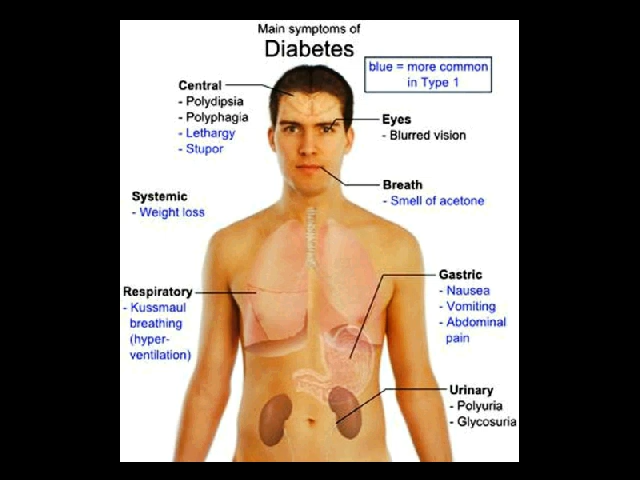 Main symptoms of
Diabetes
blue = more common
in Type 1
Central
- Polydipsia
- Polyphagia
- Lethargy
- Stupor
Eyes
- Blurred vision
Breath
- Smell of acetone
Systemic
- Weight loss
Gastric
- Nausea
- Vomiting
- Abdominal
pain
Respiratory
- Kussmaul
breathing
(hyper-
ventilation)
Urinary
- Polyuria
- Glycosuria